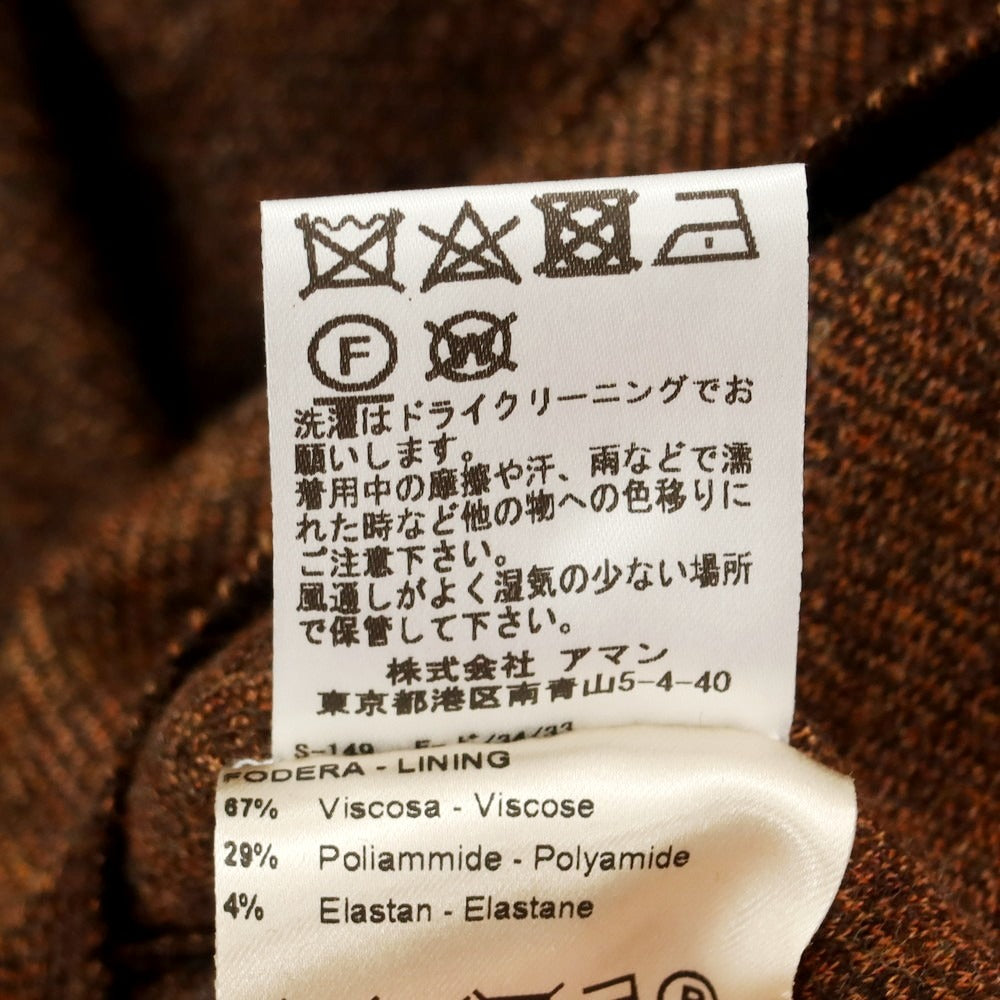 F W
洗濯はドライクリーニングでお
願いします。
着用中の摩擦や汗、雨などで濡
れた時など他の物への色移りに
ご注意下さい。
風通しがよく湿気の少ない場所
で保管して下さい。
株式会社 アマン
東京都港区南青山5-4-40
S-149
FODERA - LINING
67% Viscosa - Viscose
29% Poliammide - Polyamide
4% Elastan - Elastane